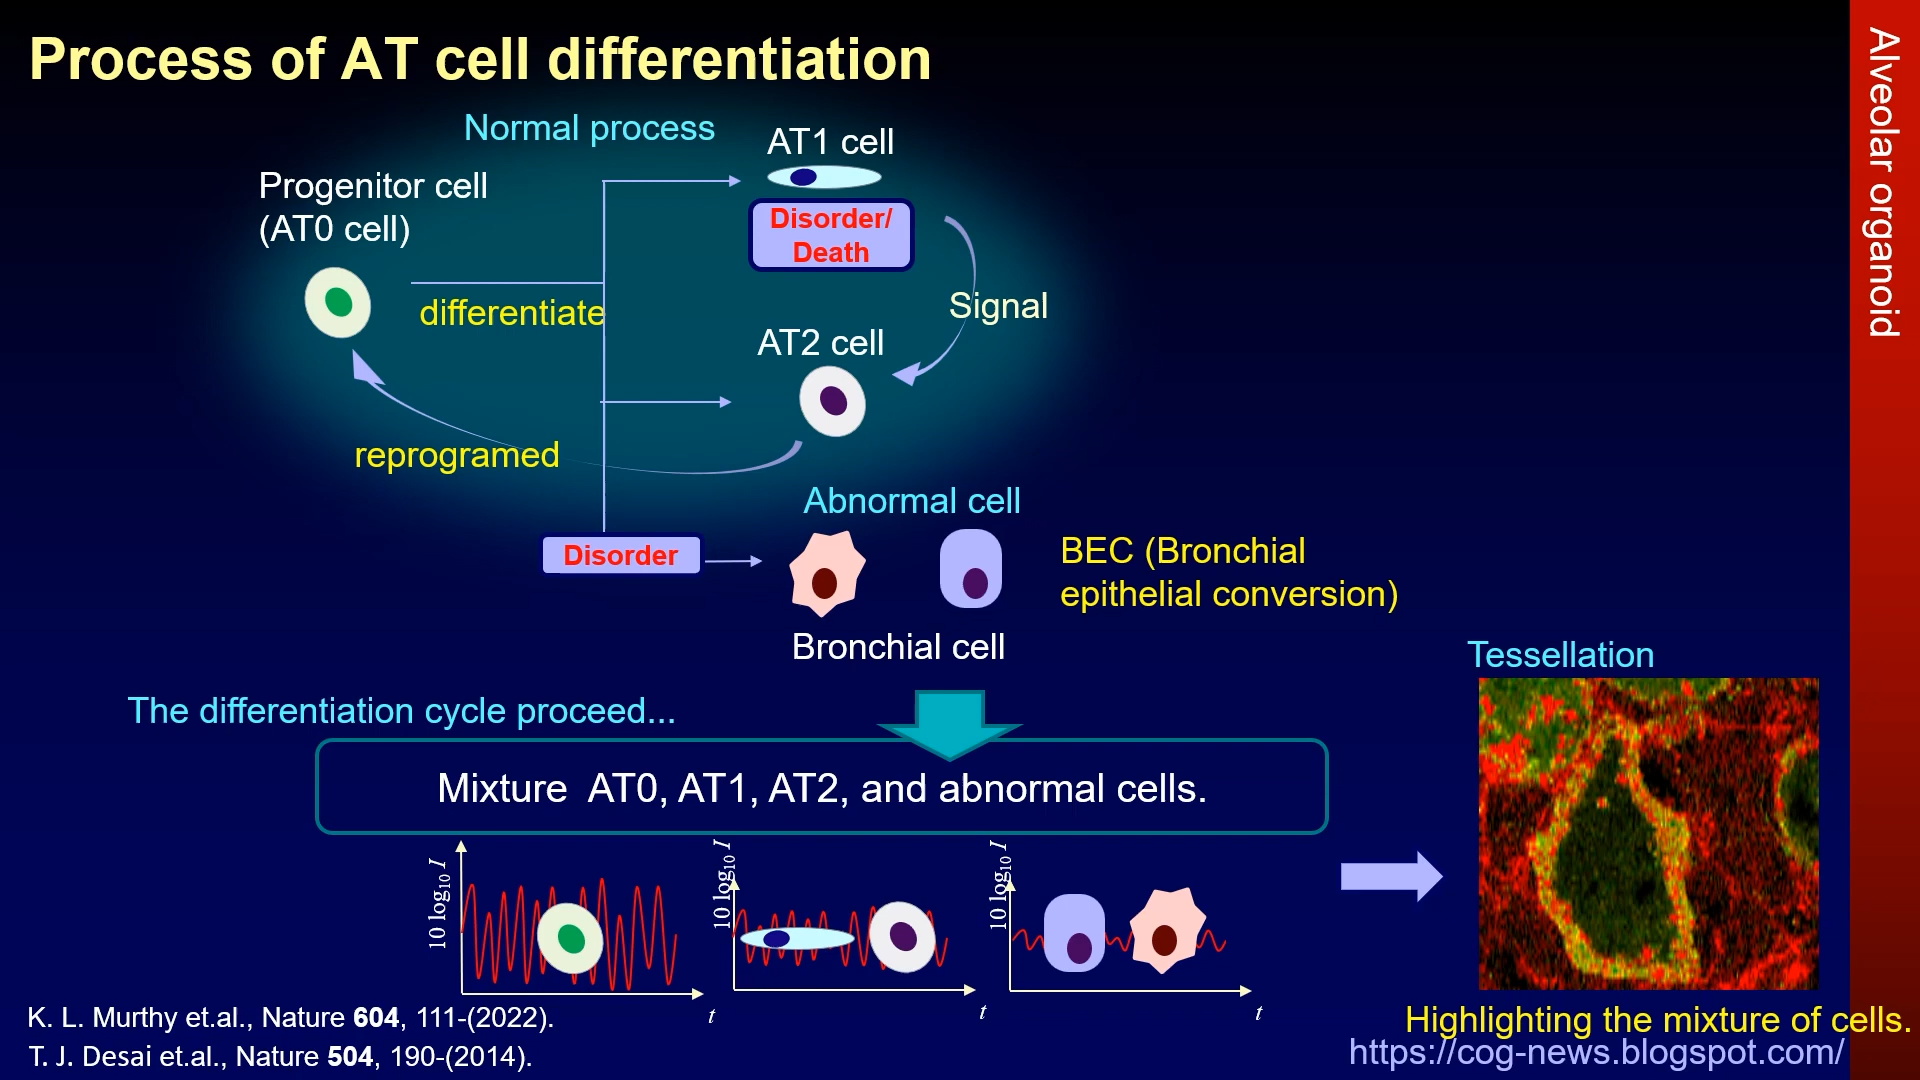 Process of AT cell differentiation
Alveolar organoid
Normal process
AT1 cell
Progenitor cell
(AT0 cell)
Disorder/
Death
differentiate
Signal
AT2 cell
reprogramed
Abnormal cell
Disorder
BEC (Bronchial
epithelial conversion)
Bronchial cell
Tessellation
The differentiation cycle proceed...
Mixture  AT0, AT1, AT2, and abnormal cells.
10 log10 I
t
10 log10 I
t
10 log10 I
t
K. L. Murthy et.al., Nature 604, 111-(2022).
T. J. Desai et.al., Nature 504, 190-(2014).
Highlighting the mixture of cells.
https://cog-news.blogspot.com/